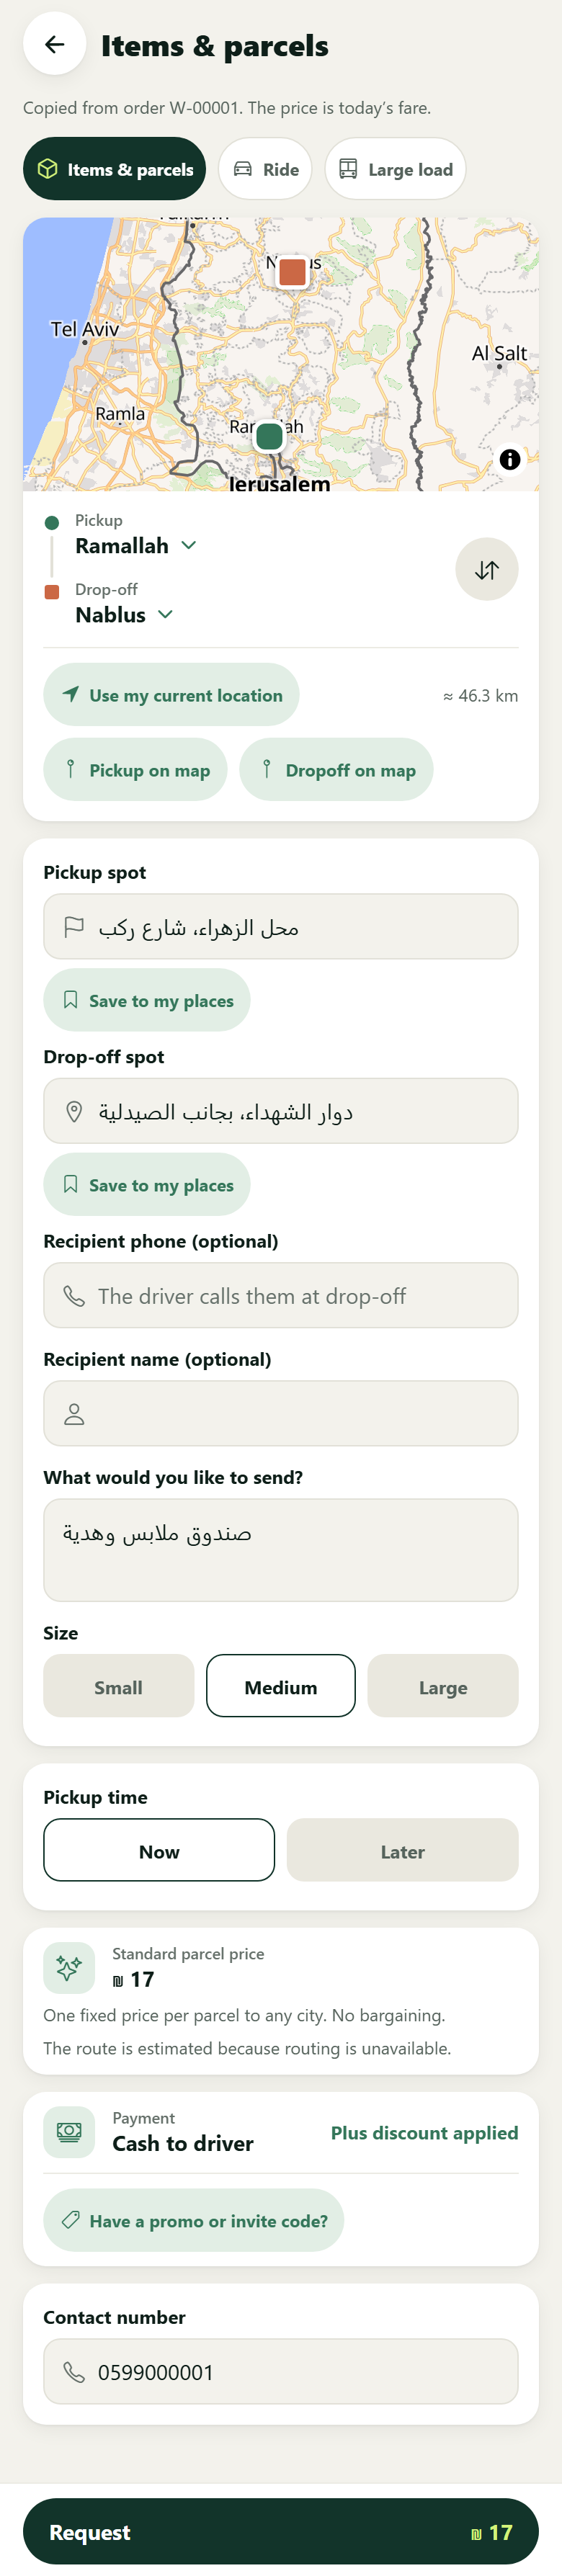 Items & parcels
Copied from order W-00001. The price is today's fare.
Items & parcels
Ride
Large load
Tel Aviv
Al Salt
Ramla
Jerusalem
Pickup
Ramallah
Drop-off
Nablus
Use my current location
≈ 46.3 km
Pickup on map
Dropoff on map
Pickup spot
محل الزهراء، شارع ركب
Save to my places
Drop-off spot
دوار الشهداء، بجانب الصيدلية
Save to my places
Recipient phone (optional)
The driver calls them at drop-off
Recipient name (optional)
What would you like to send?
صندوق ملابس وهدية
Size
Small
Medium
Large
Pickup time
Now
Later
Standard parcel price
₪ 17
One fixed price per parcel to any city. No bargaining.
The route is estimated because routing is unavailable.
Payment
Cash to driver
Plus discount applied
Have a promo or invite code?
Contact number
0599000001
Request
₪ 17